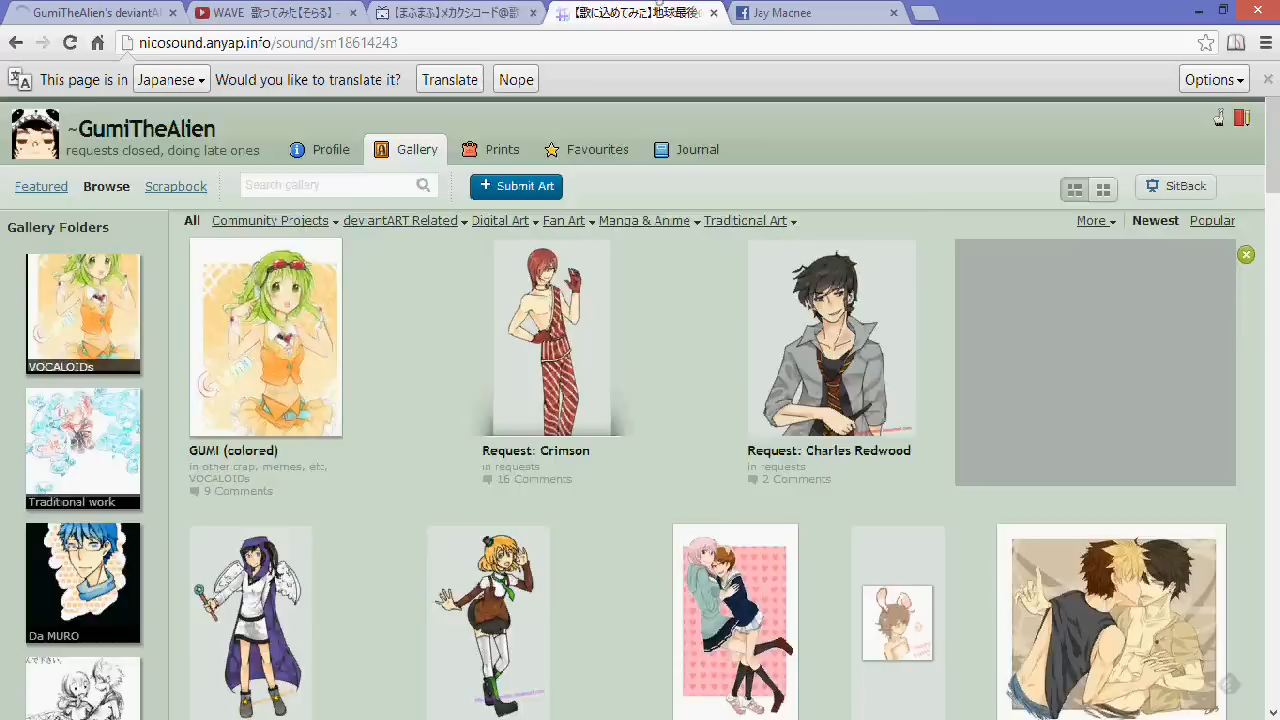 GumiTheAlien's deviantA
WAVE 歌ってみた【そらる】 -
【まふまふ】メカクシコード@歌
【歌に込めてみた】地球最後
Jay Macnee
nicosound.anyap.info/sound/sm18614243
This page is in Japanese Would you like to translate it? Translate Nope Options
~GumiTheAlien
requests closed, doing late ones
Profile Gallery Prints Favourites Journal
Featured Browse Scrapbook Search gallery + Submit Art SitBack
Gallery Folders
All Community Projects deviantART Related Digital Art Fan Art Manga & Anime Traditional Art More Newest Popular
VOCALOIDs
Traditional work
Da MURO
んで下さい。
GUMI (colored)
in other crap, memes, etc,
VOCALOIDs
9 Comments
Request: Crimson
in requests
16 Comments
Request: Charles Redwood
in requests
2 Comments